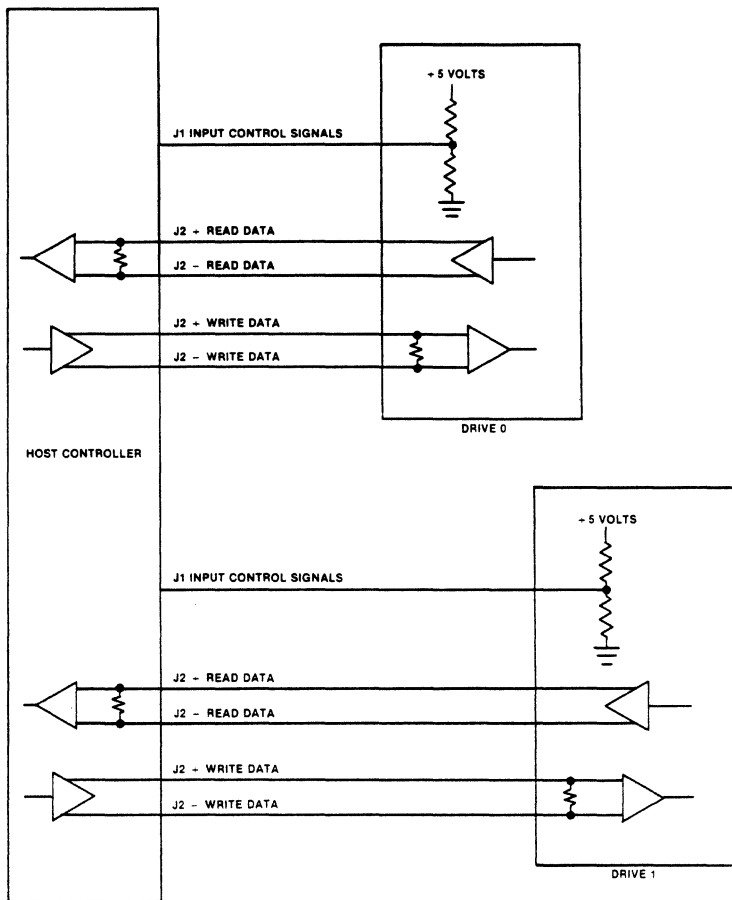 + 5 VOLTS
J1 INPUT CONTROL SIGNALS
J2 + READ DATA
J2 - READ DATA
J2 + WRITE DATA
J2 - WRITE DATA
DRIVE 0
HOST CONTROLLER
+ 5 VOLTS
J1 INPUT CONTROL SIGNALS
J2 + READ DATA
J2 - READ DATA
J2 + WRITE DATA
J2 - WRITE DATA
DRIVE 1